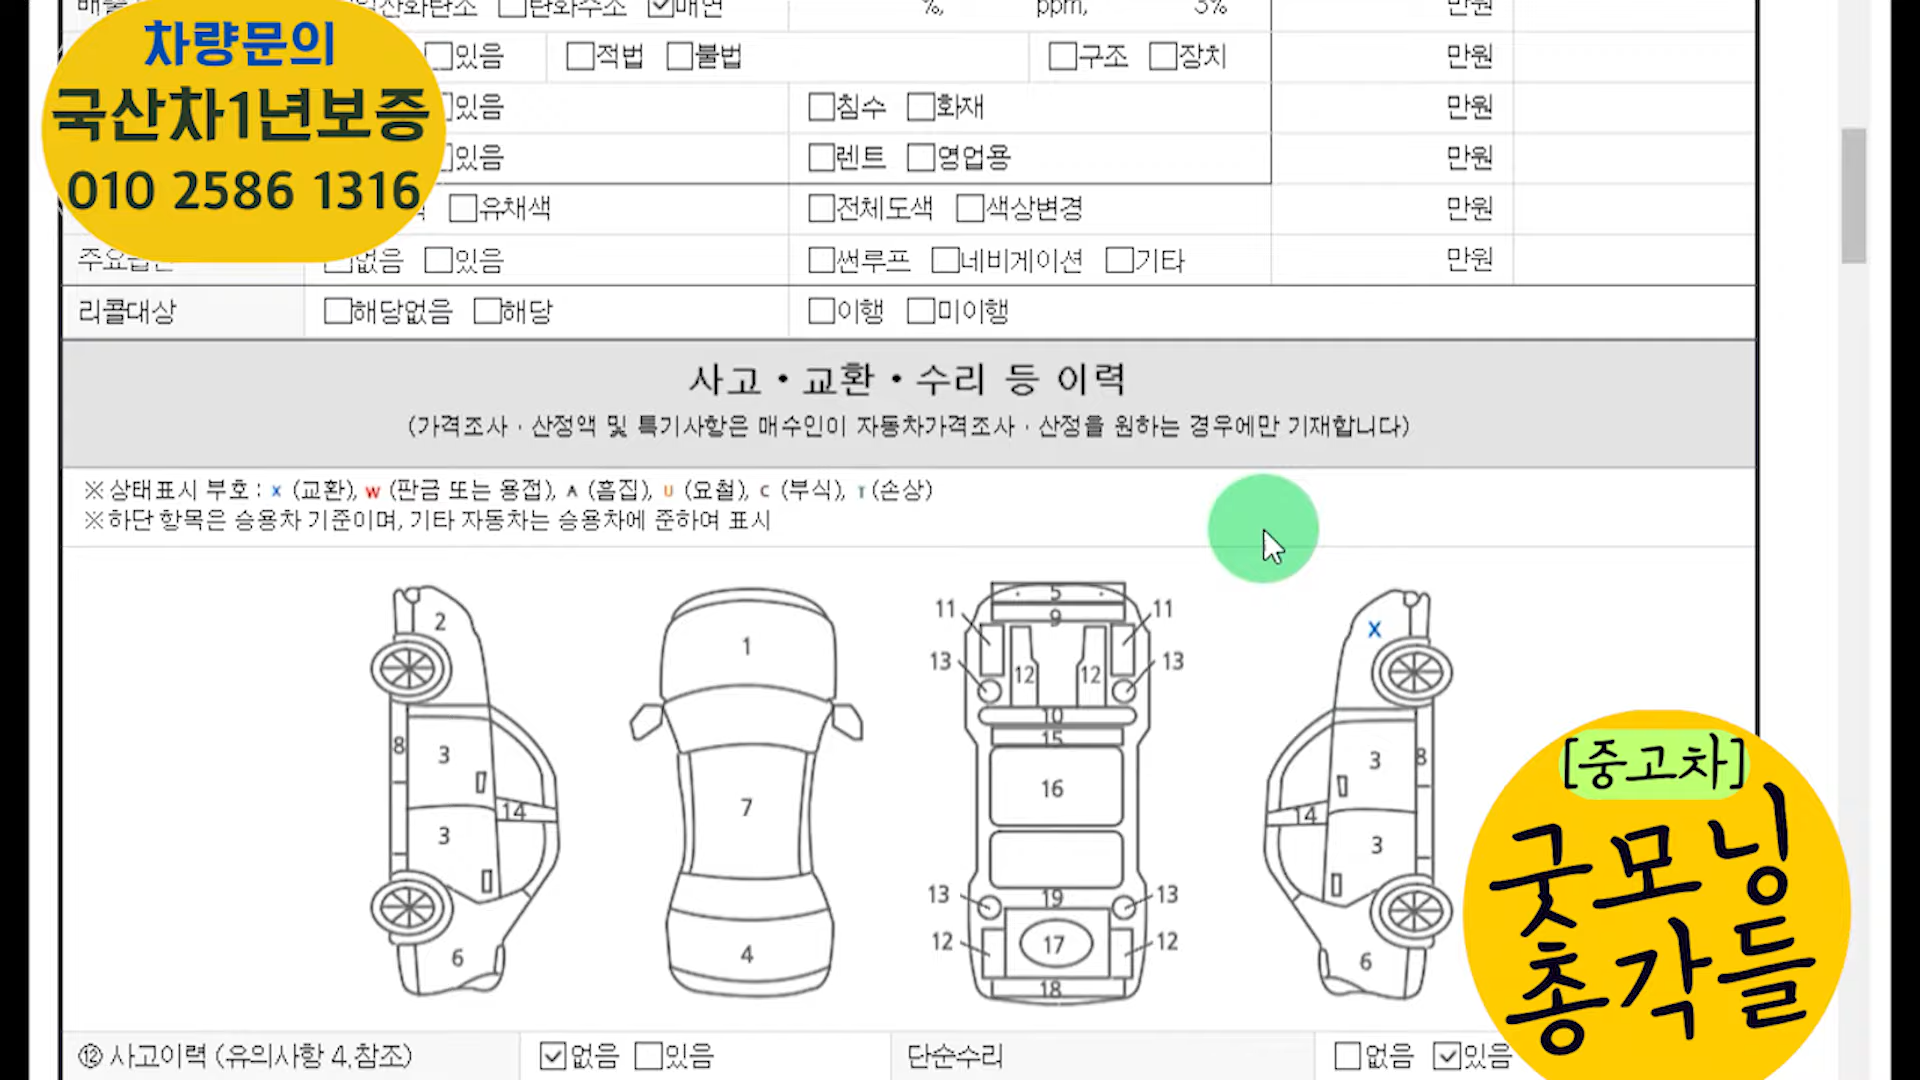 일산화탄소 탄화수소 매연 %, ppm, 5% 만원
차량문의
국산차1년보증
010 2586 1316
있음 적법 불법 구조 장치 만원
있음 침수 화재 만원
있음 렌트 영업용 만원
유채색 전체도색 색상변경 만원
주요옵션 없음 있음 썬루프 네비게이션 기타 만원
리콜대상 해당없음 해당 이행 미이행
사고・교환・수리 등 이력
(가격조사 · 산정액 및 특기사항은 매수인이 자동차가격조사 · 산정을 원하는 경우에만 기재합니다)
※ 상태표시 부호 : X (교환), W (판금 또는 용접), A (흠집), U (요철), C (부식), T (손상)
※ 하단 항목은 승용차 기준이며, 기타 자동차는 승용차에 준하여 표시
2 8 3 3 14 6
1 7 4
5 9 11 11 13 13 12 12 10 15 16 13 19 13 12 17 12 18
X 3 8 14 3 6
[중고차]
굿모닝
총각들
⑫ 사고이력 (유의사항 4.참조) 없음 있음 단순수리 없음 있음